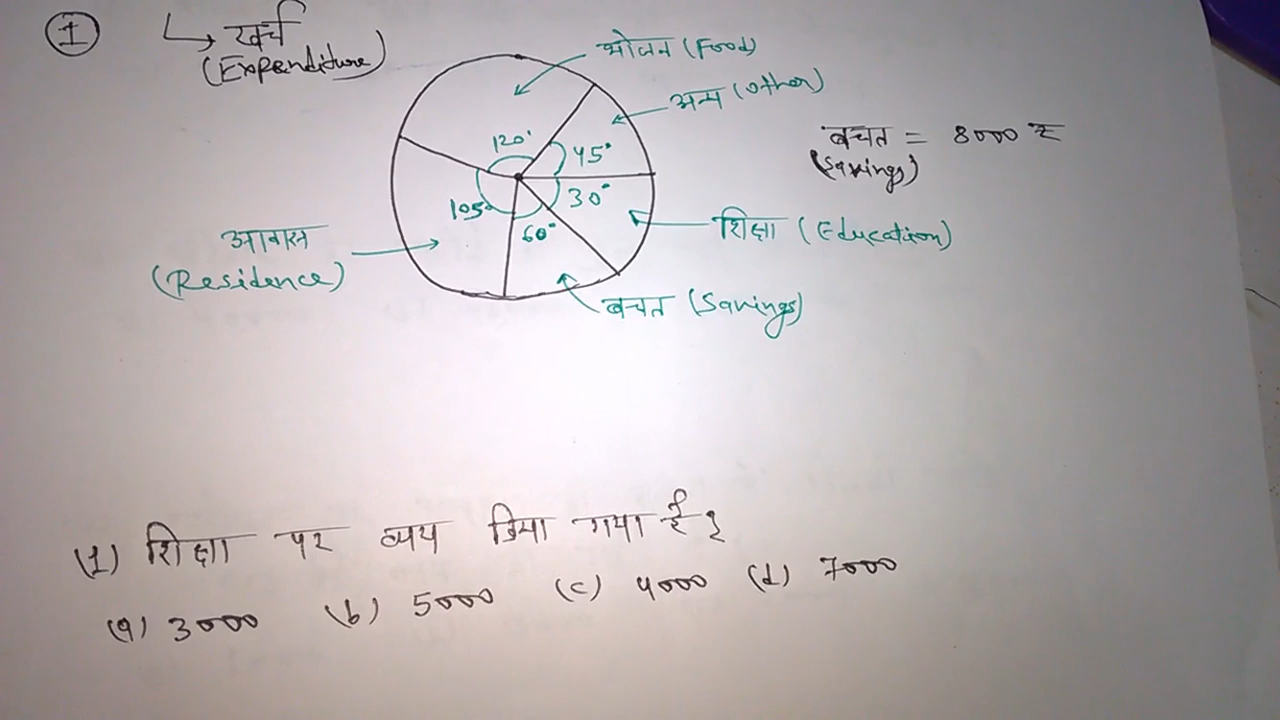 (1) ↳ खर्च
(Expenditure)
भोजन (Food)
अन्य (Other)
बचत = 8000 ₹
(Savings)
120°
45°
30°
105°
60°
शिक्षा (Education)
आवास
(Residence)
बचत (Savings)
(1) शिक्षा पर व्यय किया गया है ?
(a) 3000 (b) 5000 (c) 4000 (d) 7000